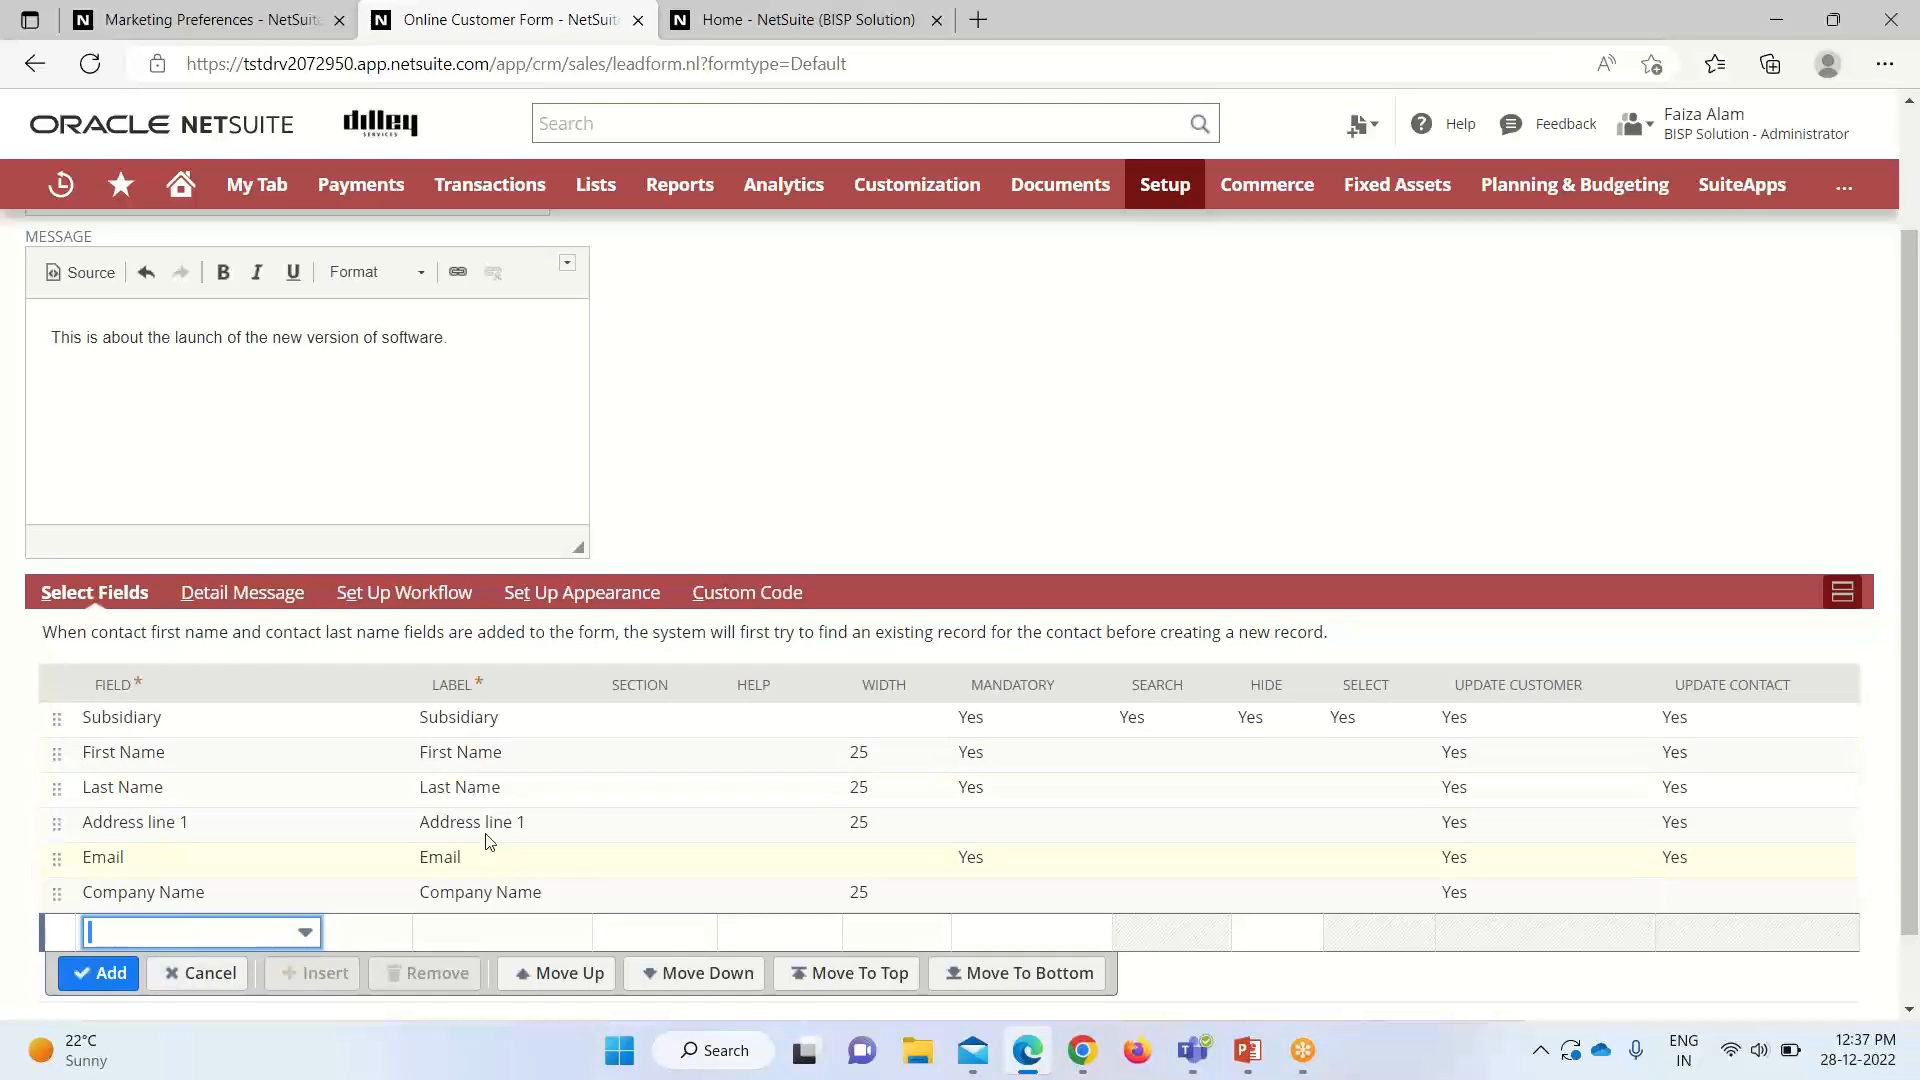 Marketing Preferences - NetSuit
Online Customer Form - NetSuit
Home - NetSuite (BISP Solution)
https://tstdrv2072950.app.netsuite.com/app/crm/sales/leadform.nl?formtype=Default
ORACLE NETSUITE
dilley
SERVICES
Search
Help
Feedback
Faiza Alam
BISP Solution - Administrator
My Tab
Payments
Transactions
Lists
Reports
Analytics
Customization
Documents
Setup
Commerce
Fixed Assets
Planning & Budgeting
SuiteApps
...
MESSAGE
Source
B
I
U
Format
This is about the launch of the new version of software.
Select Fields
Detail Message
Set Up Workflow
Set Up Appearance
Custom Code
When contact first name and contact last name fields are added to the form, the system will first try to find an existing record for the contact before creating a new record.
FIELD* LABEL* SECTION HELP WIDTH MANDATORY SEARCH HIDE SELECT UPDATE CUSTOMER UPDATE CONTACT
Subsidiary Subsidiary Yes Yes Yes Yes Yes Yes
First Name First Name 25 Yes Yes Yes
Last Name Last Name 25 Yes Yes Yes
Address line 1 Address line 1 25 Yes Yes
Email Email Yes Yes Yes
Company Name Company Name 25 Yes
Add
Cancel
Insert
Remove
Move Up
Move Down
Move To Top
Move To Bottom
22°C
Sunny
Search
ENG
IN
12:37 PM
28-12-2022